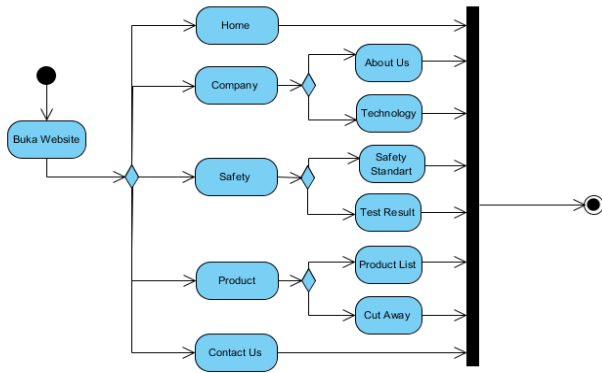 Home
About Us
Company
Technology
Buka Website
Safety
Standart
Safety
Test Result
Product List
Product
Cut Away
Contact Us